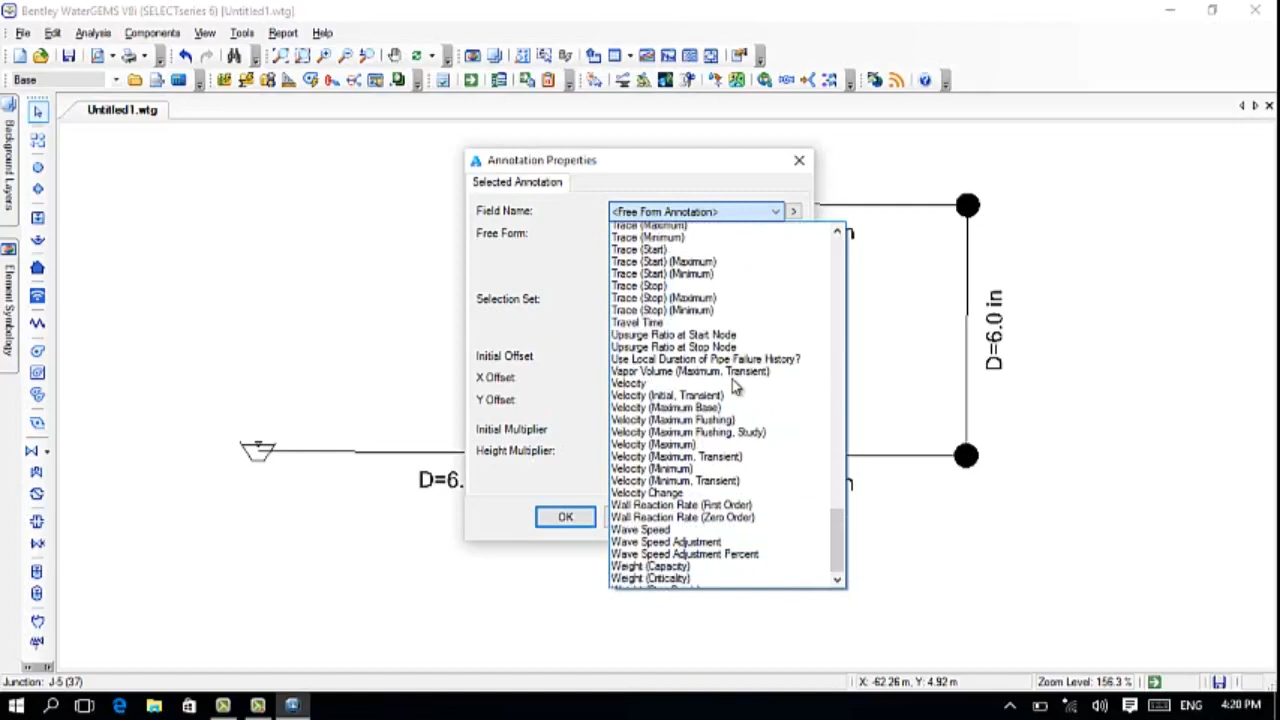 Bentley WaterGEMS V8i (SELECTseries 6) [Untitled1.wtg]
File Edit Analysis Components View Tools Report Help
Base
Untitled1.wtg
Background Layers
Element Symbology
Annotation Properties
Selected Annotation
Field Name:
<Free Form Annotation>
>
Free Form:
Selection Set:
Initial Offset
X Offset:
Y Offset:
Initial Multiplier
Height Multiplier:
OK
Trace (Maximum)
Trace (Minimum)
Trace (Start)
Trace (Start) (Maximum)
Trace (Start) (Minimum)
Trace (Stop)
Trace (Stop) (Maximum)
Trace (Stop) (Minimum)
Travel Time
Upsurge Ratio at Start Node
Upsurge Ratio at Stop Node
Use Local Duration of Pipe Failure History?
Vapor Volume (Maximum, Transient)
Velocity
Velocity (Initial, Transient)
Velocity (Maximum Base)
Velocity (Maximum Flushing)
Velocity (Maximum Flushing, Study)
Velocity (Maximum)
Velocity (Maximum, Transient)
Velocity (Minimum)
Velocity (Minimum, Transient)
Velocity Change
Wall Reaction Rate (First Order)
Wall Reaction Rate (Zero Order)
Wave Speed
Wave Speed Adjustment
Wave Speed Adjustment Percent
Weight (Capacity)
Weight (Criticality)
D=6.
D=6.0 in
n
n
Junction: J-5 (37)
X: -62.26 m, Y: 4.92 m
Zoom Level: 156.3 %
ENG
4:20 PM